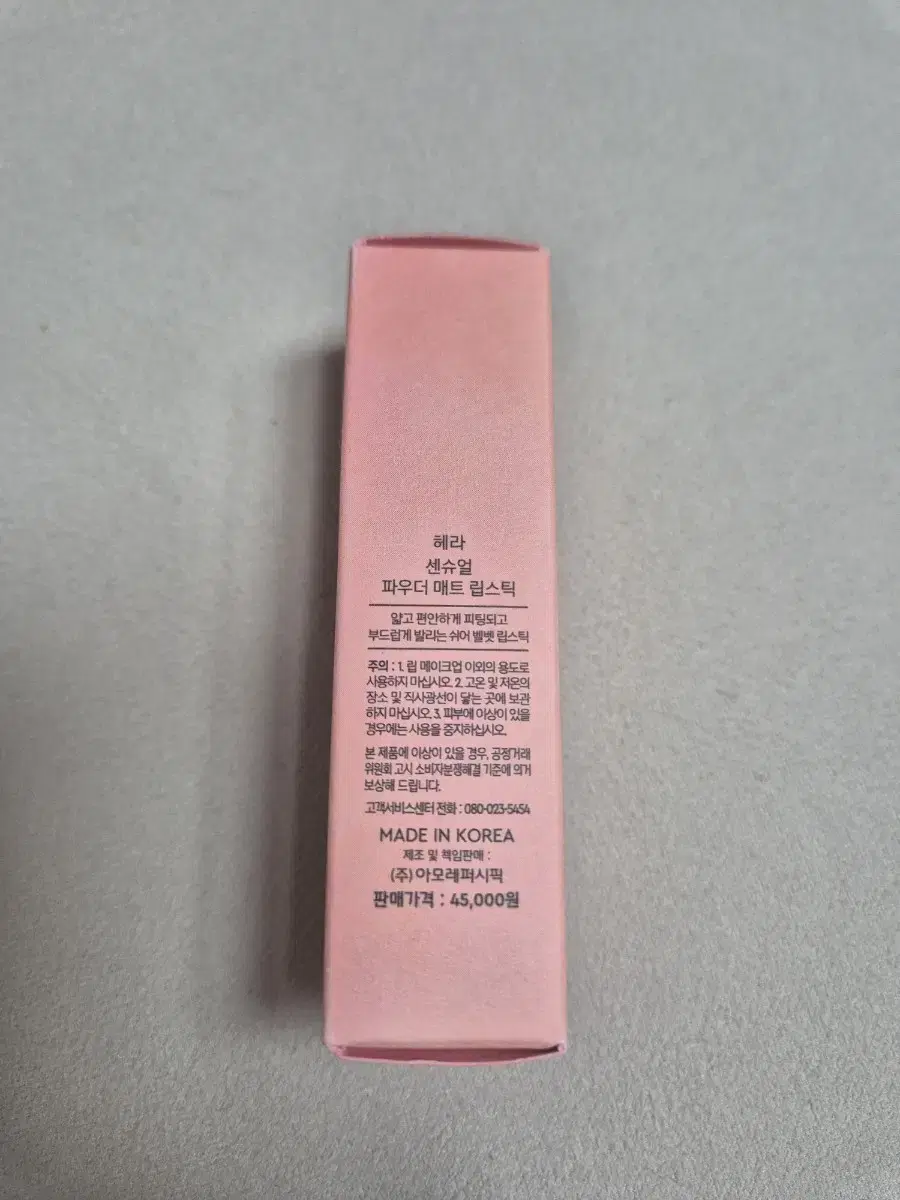 헤라
센슈얼
파우더 매트 립스틱
얇고 편안하게 피팅되고
부드럽게 발리는 쉬어 벨벳 립스틱
주의 : 1. 립 메이크업 이외의 용도로
사용하지 마십시오. 2. 고온 및 저온의
장소 및 직사광선이 닿는 곳에 보관
하지 마십시오. 3. 피부에 이상이 있을
경우에는 사용을 중지하십시오.
본 제품에 이상이 있을 경우, 공정거래
위원회 고시 소비자분쟁해결 기준에 의거
보상해 드립니다.
고객서비스센터 전화 : 080-023-5454
MADE IN KOREA
제조 및 책임판매 :
(주)아모레퍼시픽
판매가격 : 45,000원